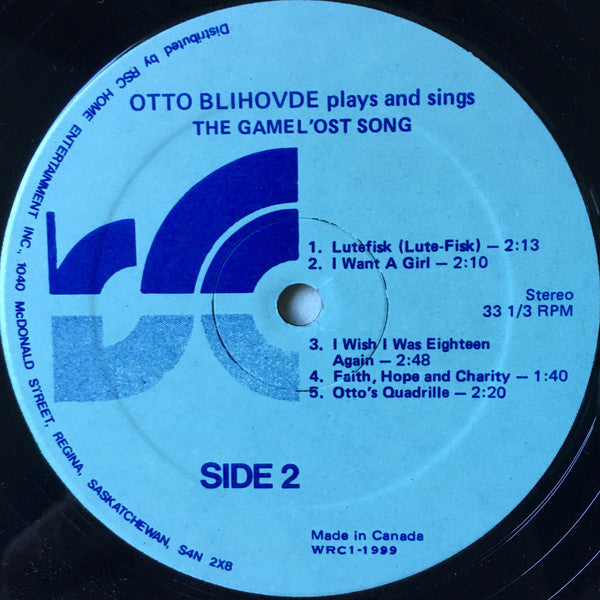 OTTO BLIHOVDE plays and sings
THE GAMEL'OST SONG
1. Lutefisk (Lute-Fisk) — 2:13
2. I Want A Girl — 2:10
Stereo
33 1/3 RPM
3. I Wish I Was Eighteen
Again — 2:48
4. Faith, Hope and Charity — 1:40
5. Otto's Quadrille — 2:20
SIDE 2
Made in Canada
WRC1-1999
Distributed by RSC HOME ENTERTAINMENT INC., 1040 McDONALD STREET, REGINA, SASKATCHEWAN, S4N 2X8